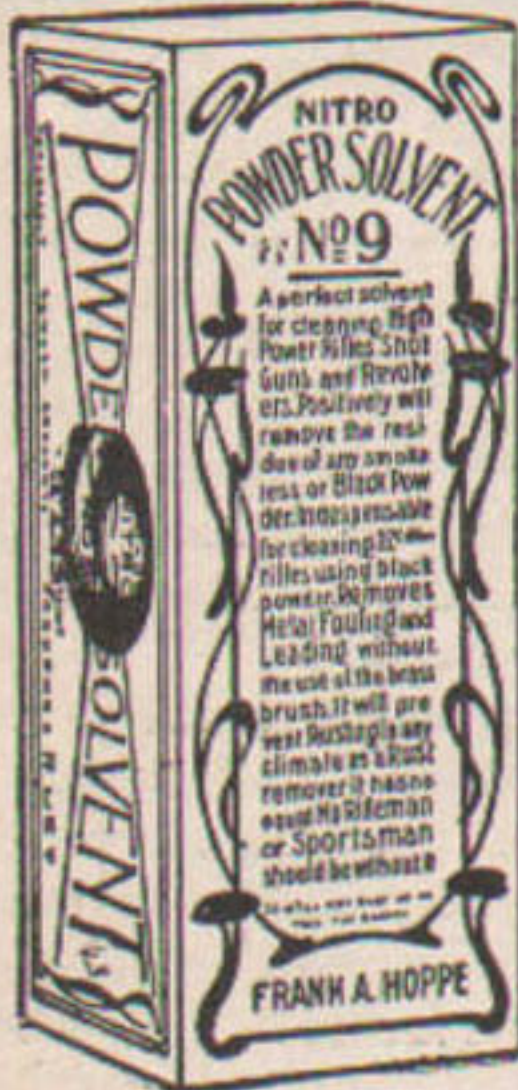 NITRO
POWDER SOLVENT
No 9
A perfect solvent
for cleaning High
Power Rifles Shot
Guns and Revolv-
ers. Positively will
remove the resi
due of any smoke
less or Black Pow
der. Indispensable
for cleaning
rifles using black
powder. Removes
Metal Fouling and
Leading without
the use of the brass
brush. It will pre
vent Rusting in any
climate as a Rust
remover it has no
equal No Rifleman
or Sportsman
should be without it
FRANK A. HOPPE
POWDE
SOLVENT